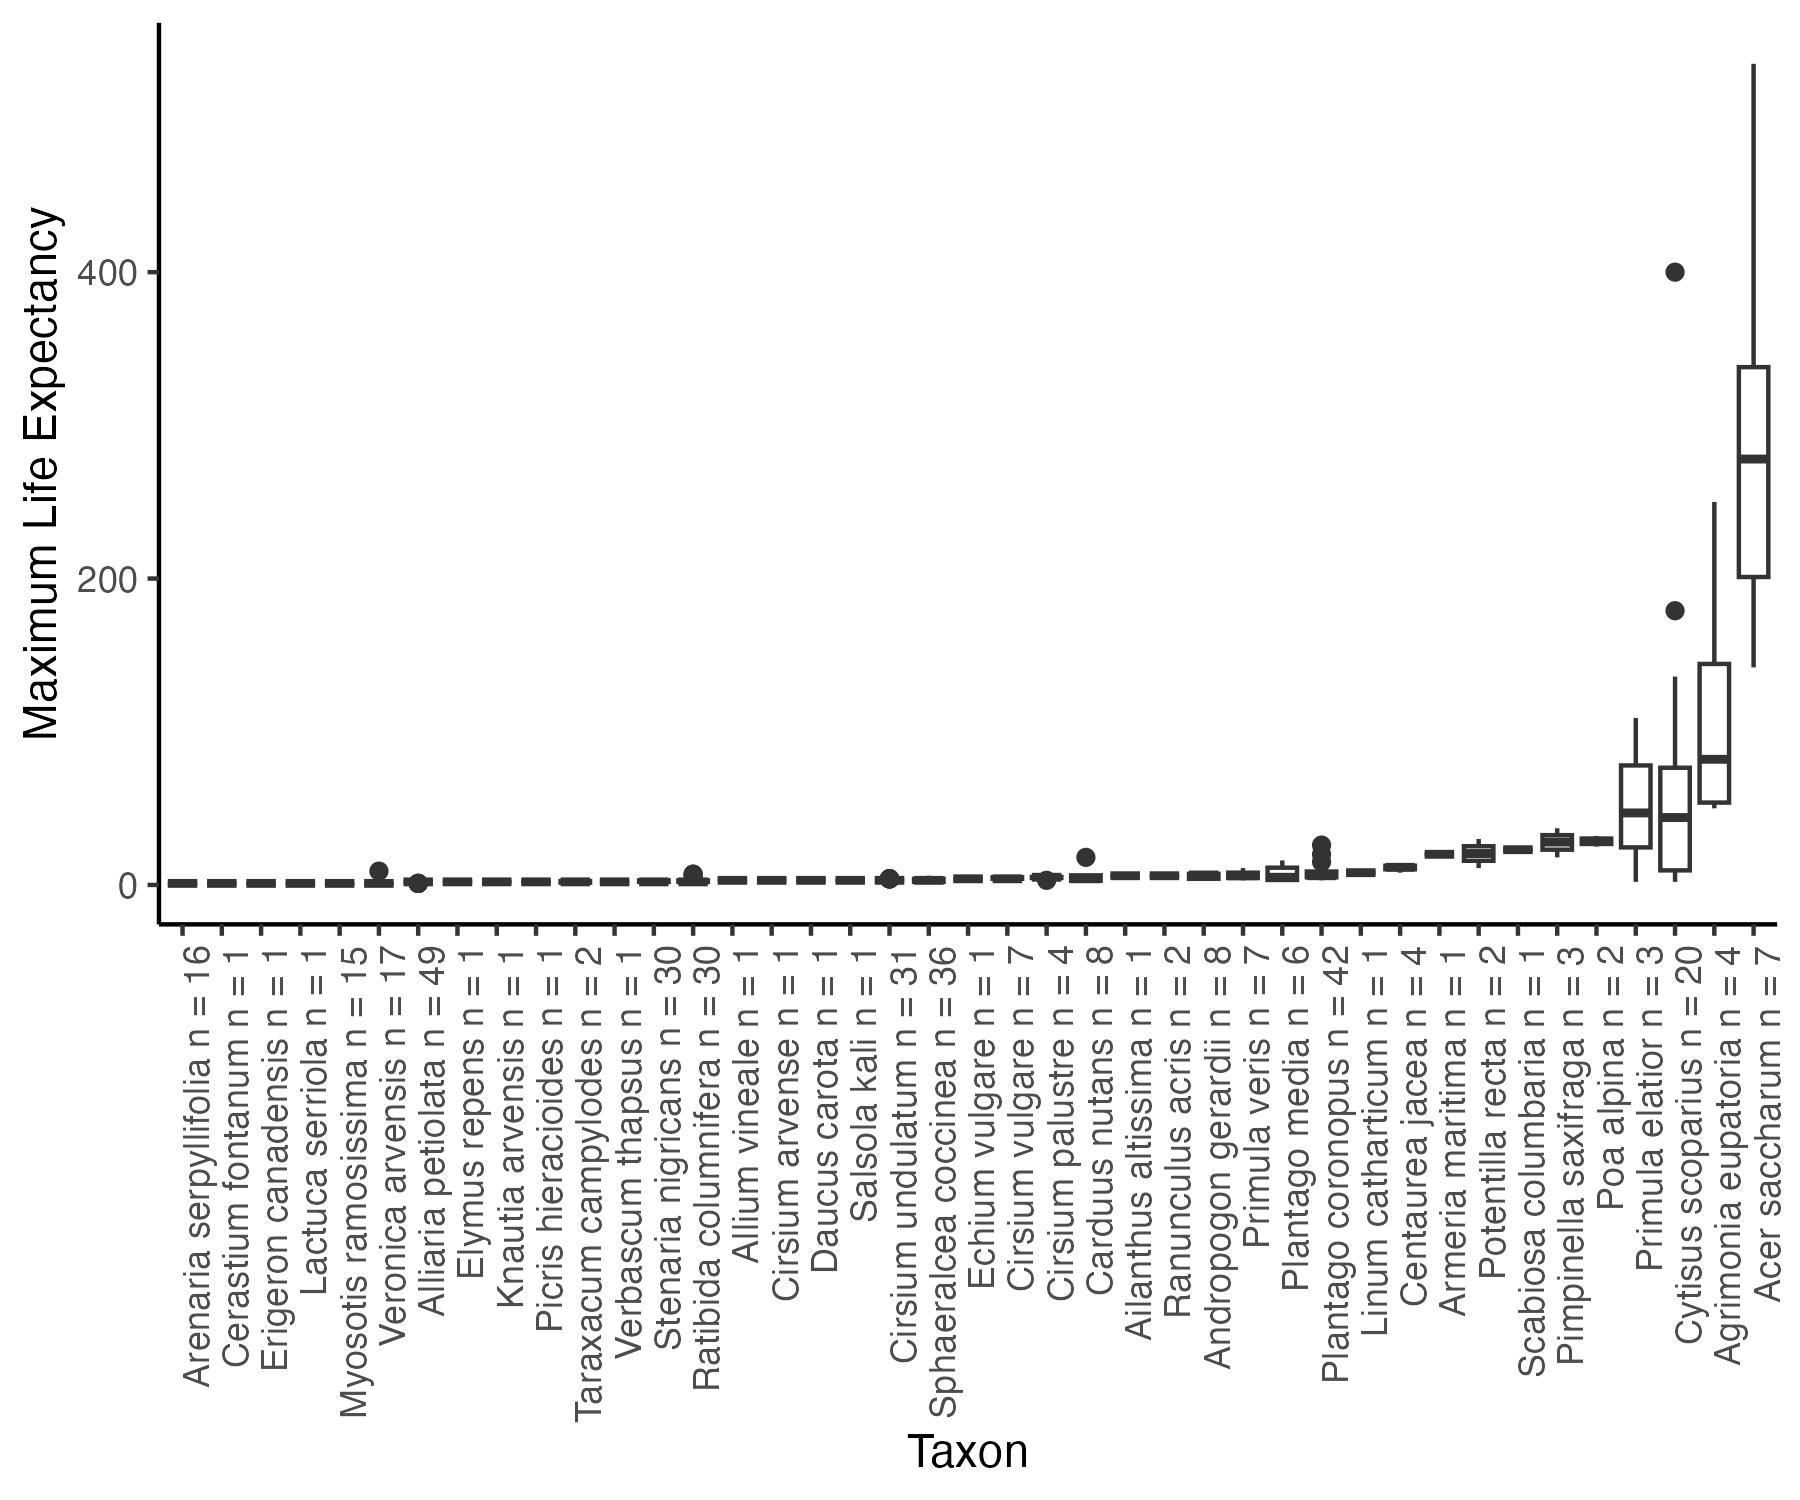 Maximum Life Expectancy
400
200
0
Arenaria serpyllifolia n = 16
Cerastium fontanum n = 1
Erigeron canadensis n = 1
Lactuca serriola n = 1
Myosotis ramosissima n = 15
Veronica arvensis n = 17
Alliaria petiolata n = 49
Elymus repens n = 1
Knautia arvensis n = 1
Picris hieracioides n = 1
Taraxacum campylodes n = 2
Verbascum thapsus n = 1
Stenaria nigricans n = 30
Ratibida columnifera n = 30
Allium vineale n = 1
Cirsium arvense n = 1
Daucus carota n = 1
Salsola kali n = 1
Cirsium undulatum n = 31
Sphaeralcea coccinea n = 36
Echium vulgare n = 1
Cirsium vulgare n = 7
Cirsium palustre n = 4
Carduus nutans n = 8
Ailanthus altissima n = 1
Ranunculus acris n = 2
Andropogon gerardii n = 8
Primula veris n = 7
Plantago media n = 6
Plantago coronopus n = 42
Linum catharticum n = 1
Centaurea jacea n = 4
Armeria maritima n = 1
Potentilla recta n = 2
Scabiosa columbaria n = 1
Pimpinella saxifraga n = 3
Poa alpina n = 2
Primula elatior n = 3
Cytisus scoparius n = 20
Agrimonia eupatoria n = 4
Acer saccharum n = 7
Taxon